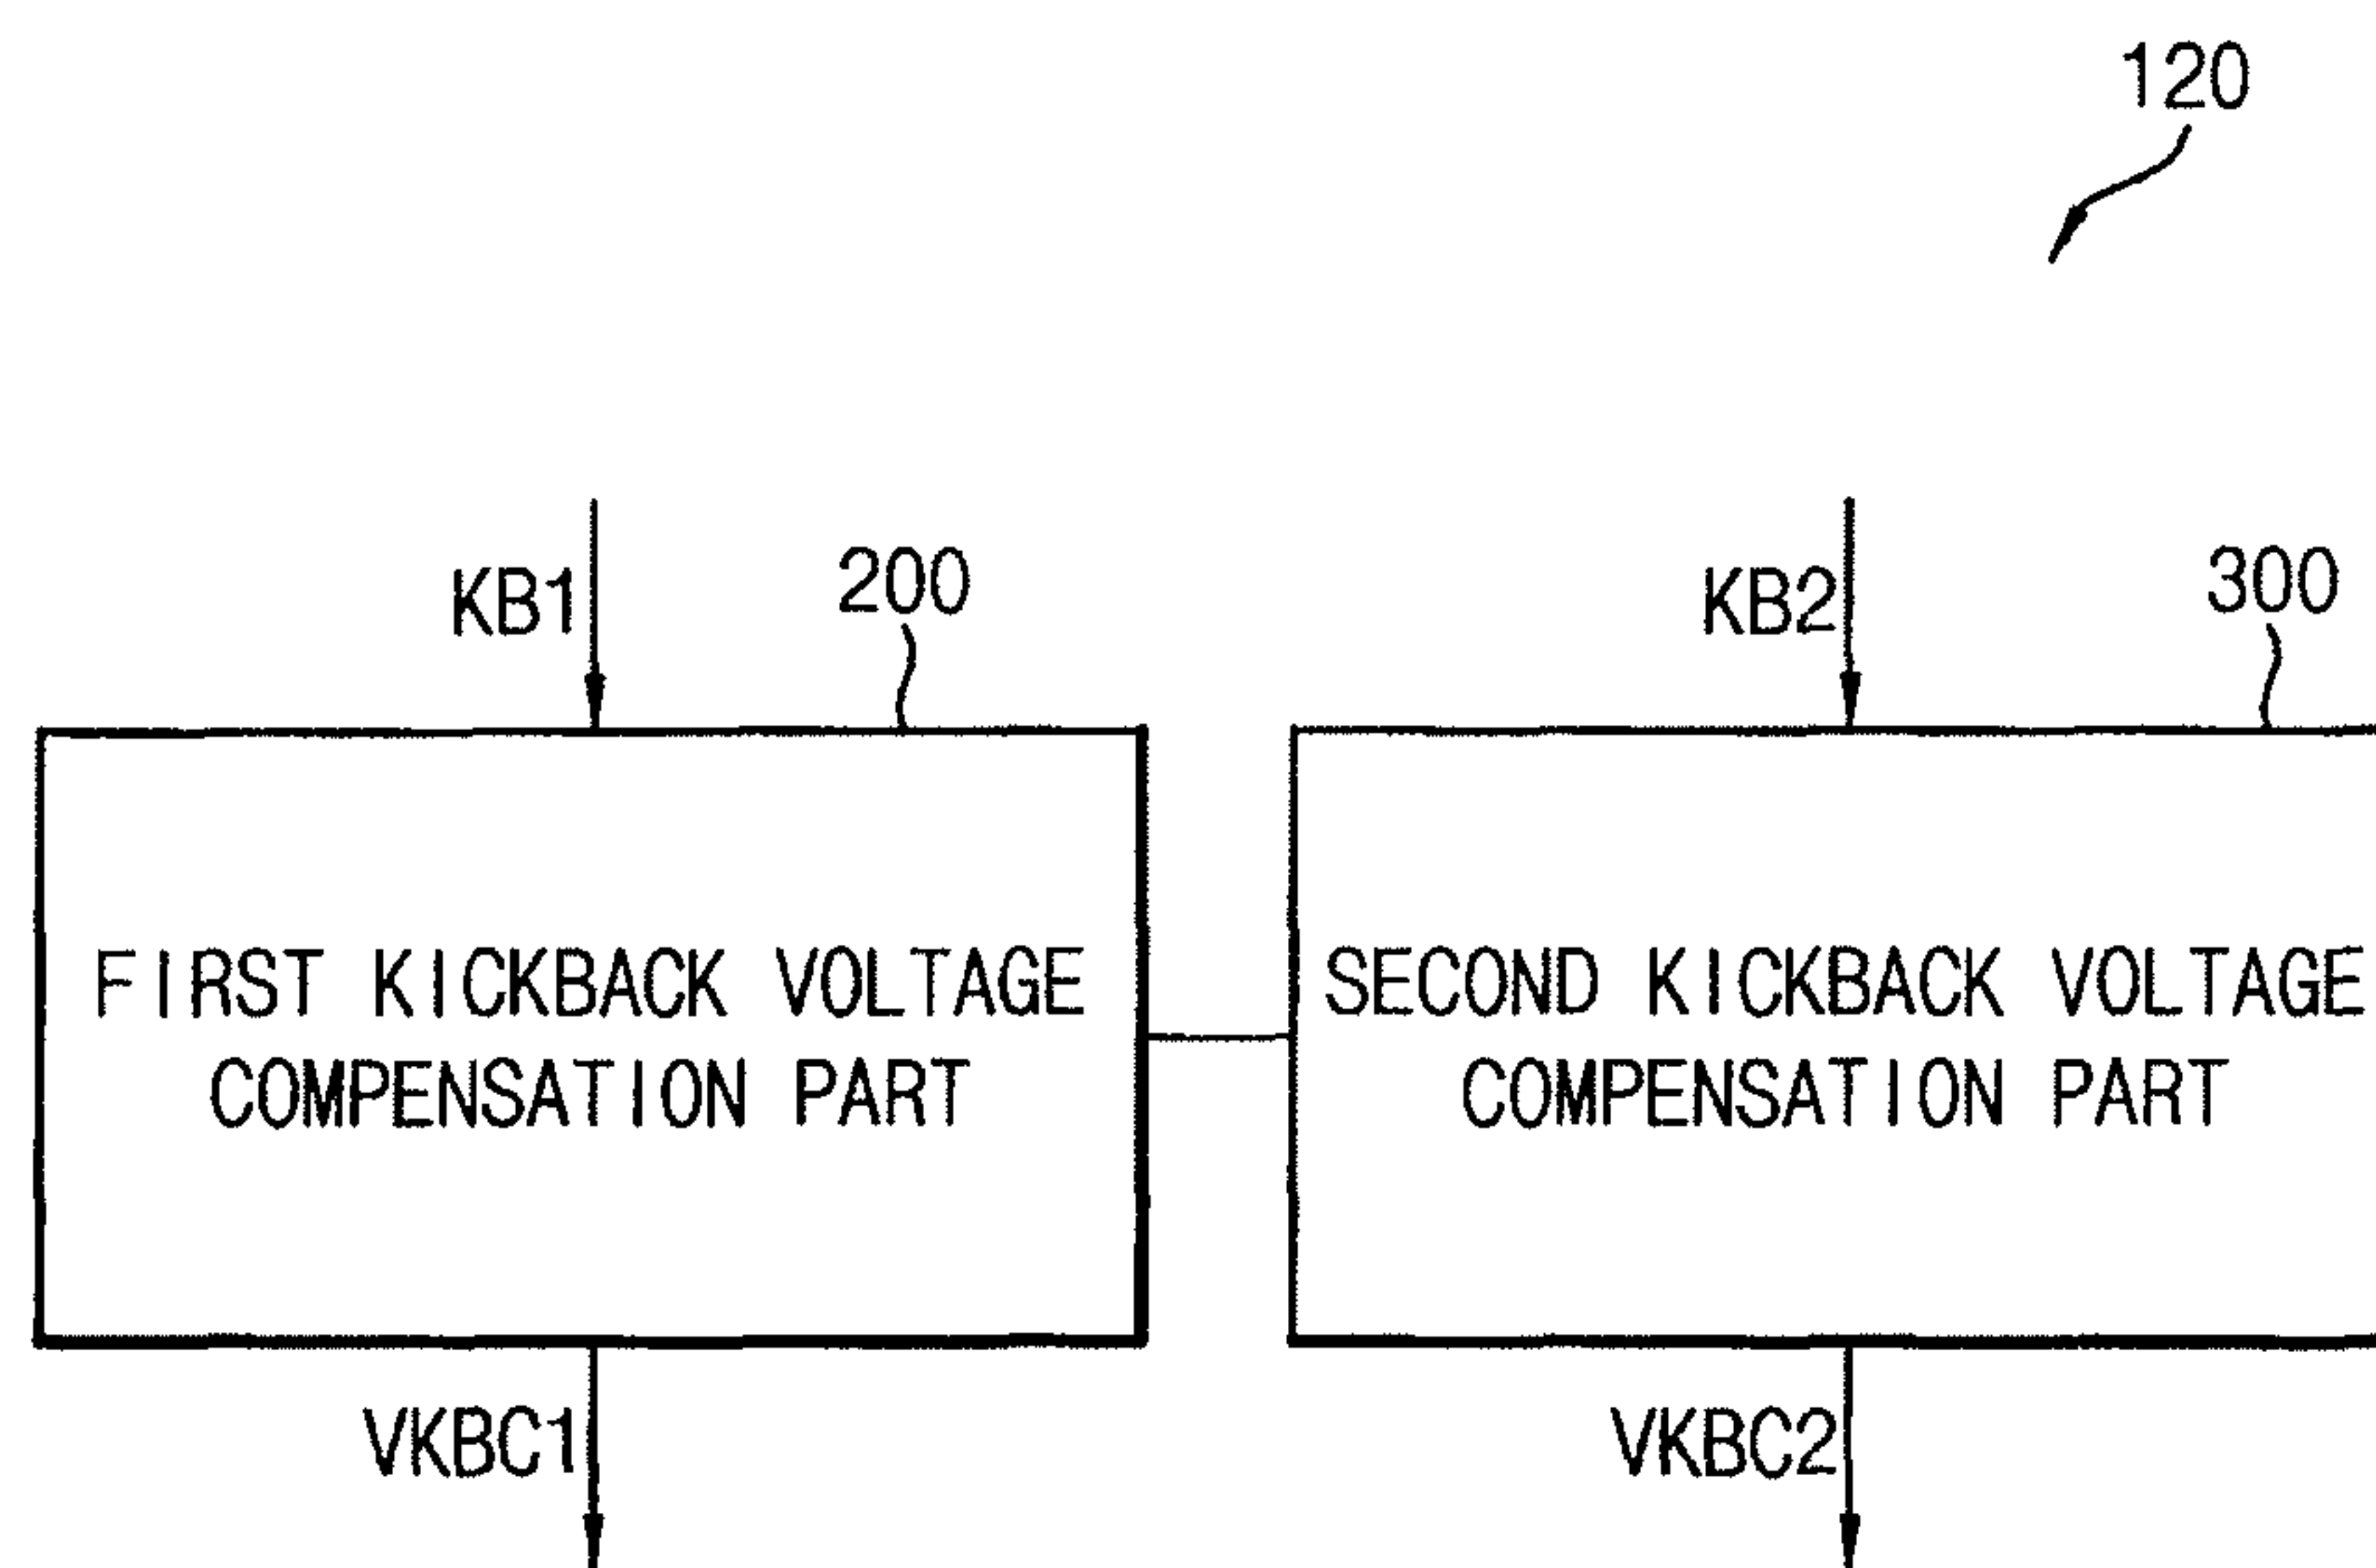 120
KB1
200
KB2
300
FIRST KICKBACK VOLTAGE
COMPENSATION PART
SECOND KICKBACK VOLTAGE
COMPENSATION PART
VKBC1
VKBC2